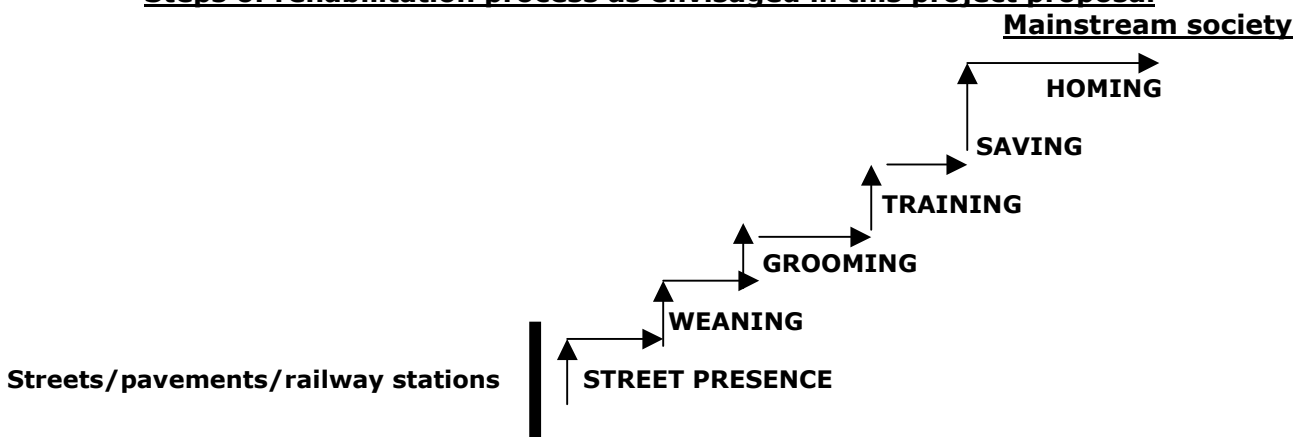 Steps of rehabilitation process as envisaged in this project proposal
Mainstream society
HOMING
SAVING
TRAINING
GROOMING
WEANING
Streets/pavements/railway stations STREET PRESENCE